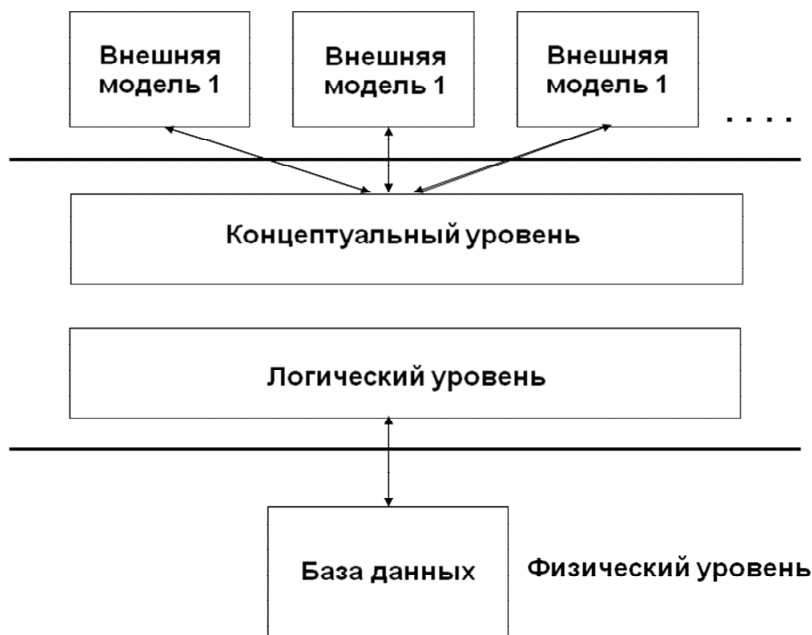 Внешняя
модель 1
Внешняя
модель 1
Внешняя
модель 1
. . . .
Концептуальный уровень
Логический уровень
База данных
Физический уровень